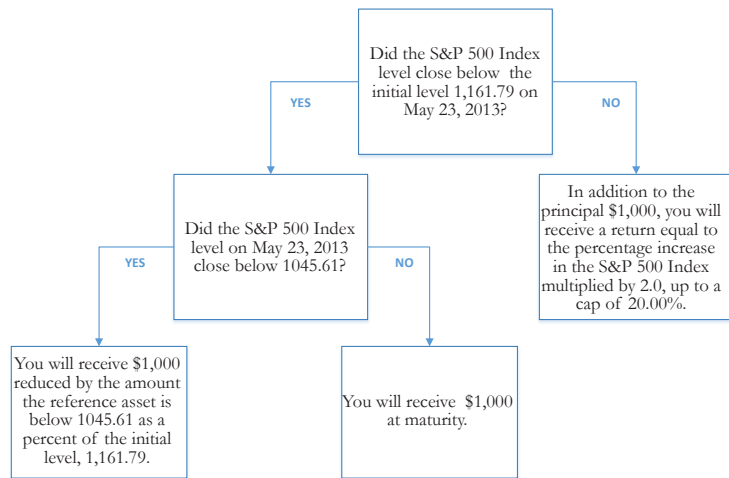 Did the S&P 500 Index
level close below the
initial level 1,161.79 on
May 23, 2013?
YES
NO
Did the S&P 500 Index
level on May 23, 2013
close below 1045.61?
In addition to the
principal $1,000, you will
receive a return equal to
the percentage increase
in the S&P 500 Index
multiplied by 2.0, up to a
cap of 20.00%.
YES
NO
You will receive $1,000
reduced by the amount
the reference asset is
below 1045.61 as a
percent of the initial
level, 1,161.79.
You will receive $1,000
at maturity.